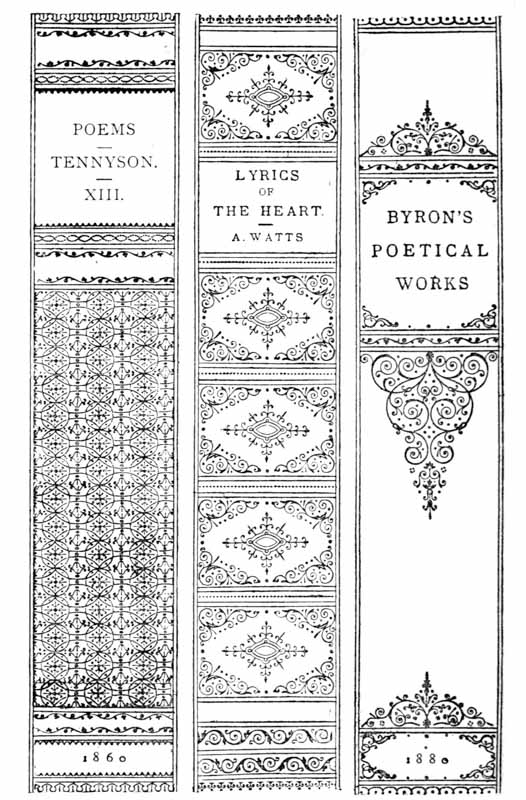 POEMS
TENNYSON.
XIII.
1860
LYRICS
OF
THE HEART.
A. WATTS
BYRON'S
POETICAL
WORKS
1880